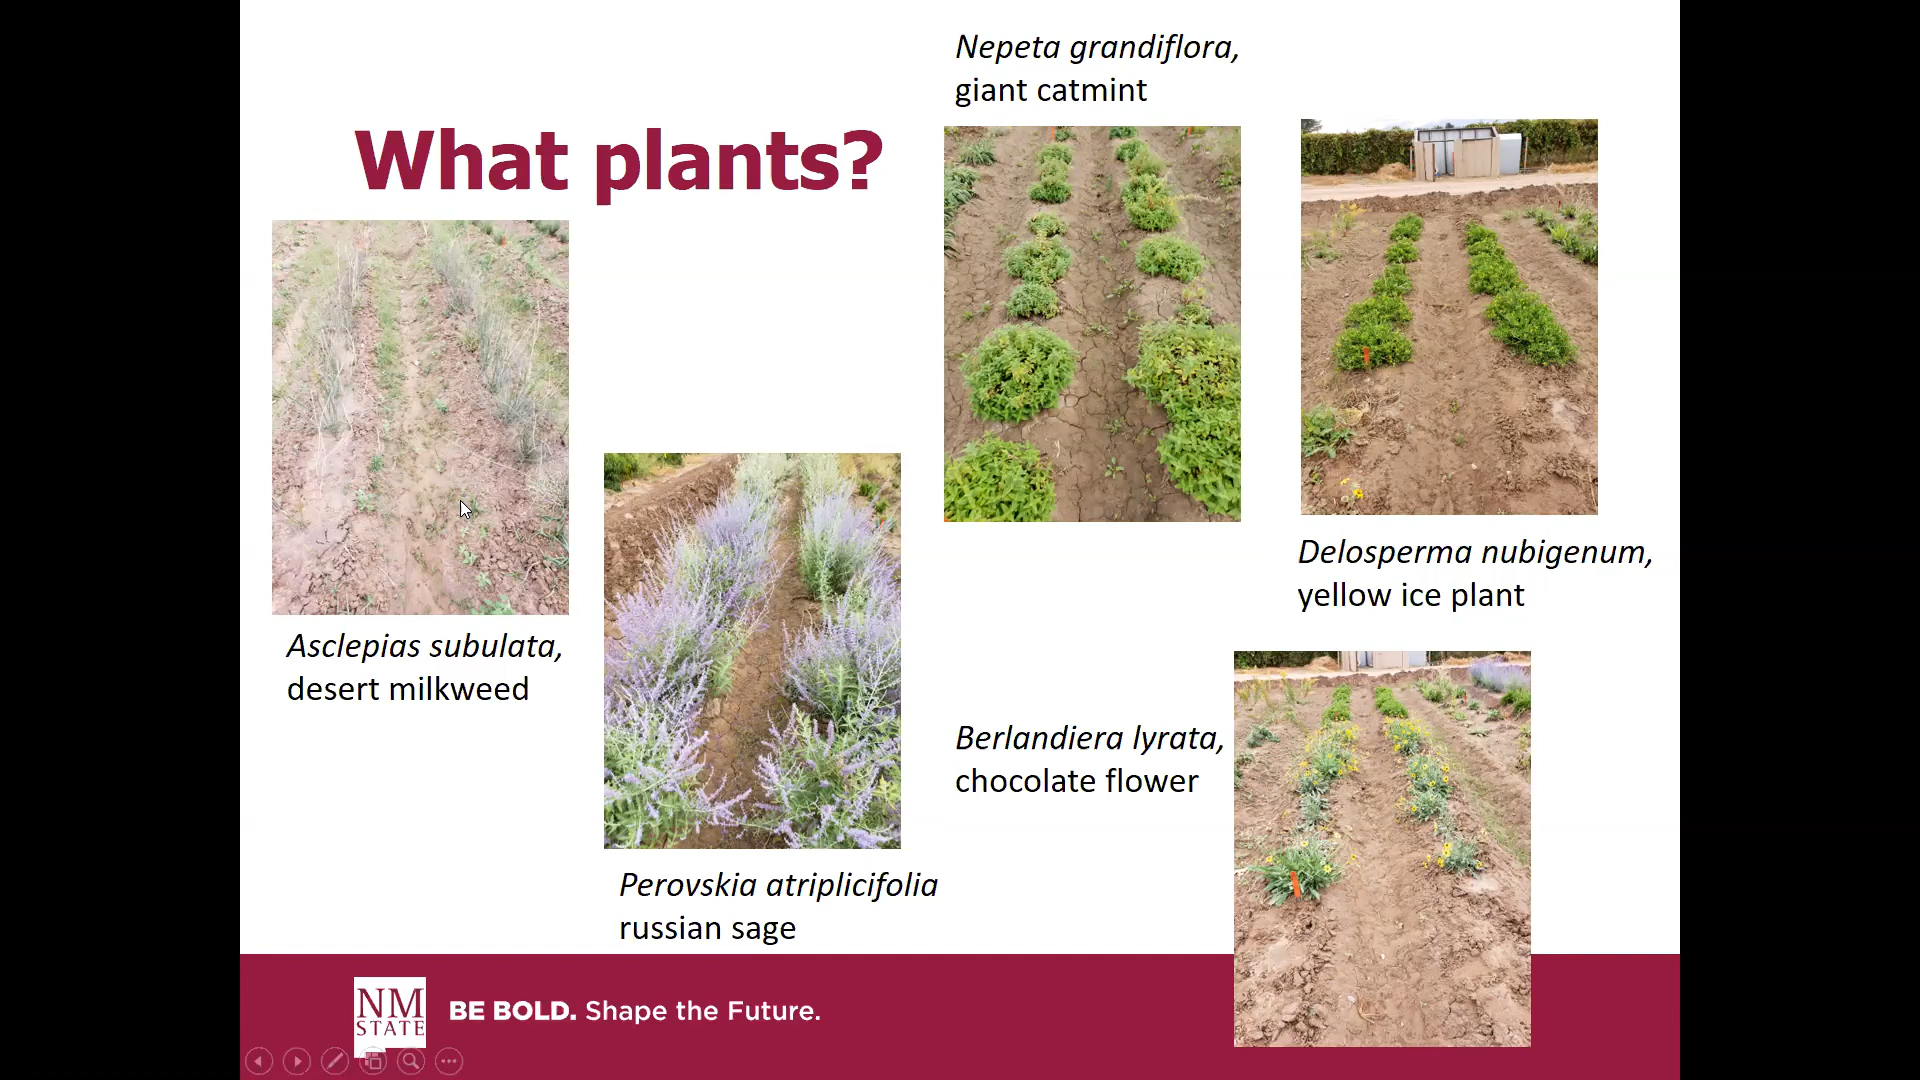 What plants?
Nepeta grandiflora,
giant catmint
Asclepias subulata,
desert milkweed
Perovskia atriplicifolia
russian sage
Delosperma nubigenum,
yellow ice plant
Berlandiera lyrata,
chocolate flower
NM
STATE
BE BOLD. Shape the Future.